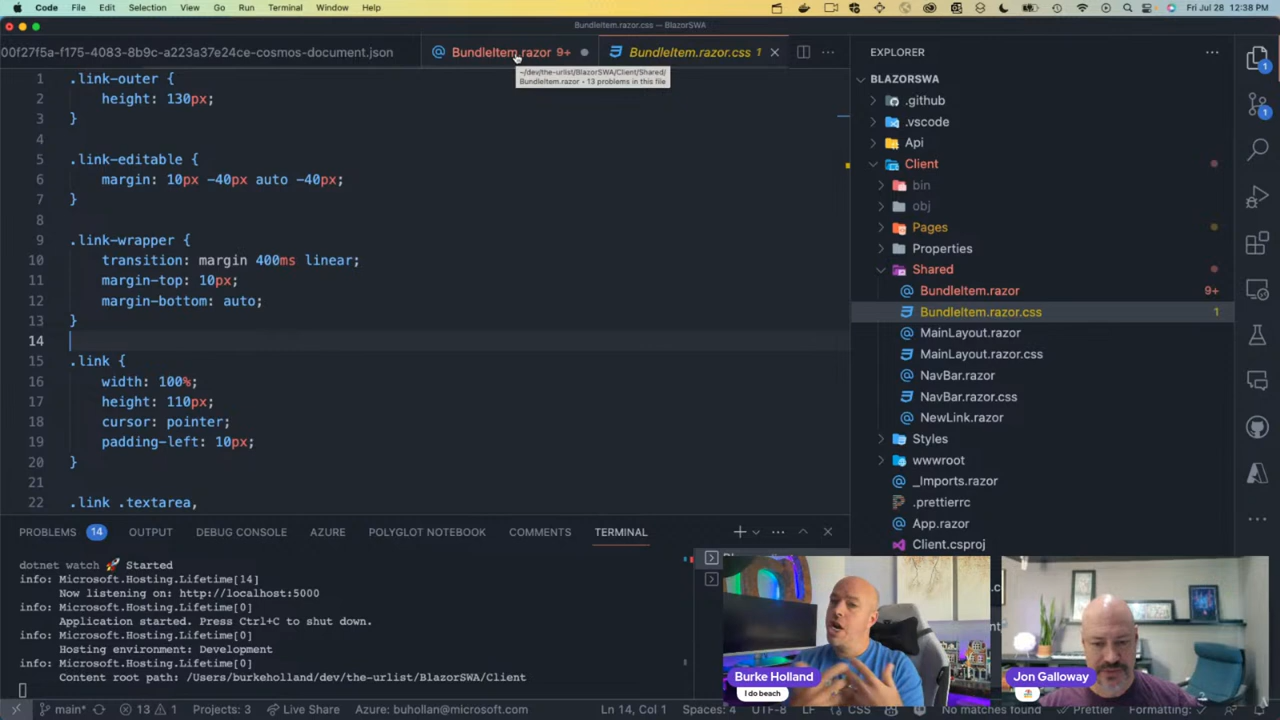 Code File Edit Selection View Go Run Terminal Window Help
Fri Jul 28 12:38 PM
BundleItem.razor.css — BlazorSWA
00f27f5a-f175-4083-8b9c-a223a37e24ce-cosmos-document.json
BundleItem.razor 9+
BundleItem.razor.css 1
~/dev/the-urlist/BlazorSWA/Client/Shared/
BundleItem.razor • 13 problems in this file
1 .link-outer {
2 height: 130px;
3 }
4
5 .link-editable {
6 margin: 10px -40px auto -40px;
7 }
8
9 .link-wrapper {
10 transition: margin 400ms linear;
11 margin-top: 10px;
12 margin-bottom: auto;
13 }
14
15 .link {
16 width: 100%;
17 height: 110px;
18 cursor: pointer;
19 padding-left: 10px;
20 }
21
22 .link .textarea,
EXPLORER
BLAZORSWA
.github
.vscode
Api
Client
bin
obj
Pages
Properties
Shared
BundleItem.razor 9+
BundleItem.razor.css 1
MainLayout.razor
MainLayout.razor.css
NavBar.razor
NavBar.razor.css
NewLink.razor
Styles
wwwroot
_Imports.razor
.prettierrc
App.razor
Client.csproj
1
1
PROBLEMS 14 OUTPUT DEBUG CONSOLE AZURE POLYGLOT NOTEBOOK COMMENTS TERMINAL
dotnet watch 🚀 Started
info: Microsoft.Hosting.Lifetime[14]
Now listening on: http://localhost:5000
info: Microsoft.Hosting.Lifetime[0]
Application started. Press Ctrl+C to shut down.
info: Microsoft.Hosting.Lifetime[0]
Hosting environment: Development
info: Microsoft.Hosting.Lifetime[0]
Content root path: /Users/burkeholland/dev/the-urlist/BlazorSWA/Client
Burke Holland
I do beach
Jon Galloway
main* 13 1 Projects: 3 Live Share Azure: buhollan@microsoft.com Ln 14, Col 1 Spaces: 4 UTF-8 LF CSS No matches found Prettier Formatting: